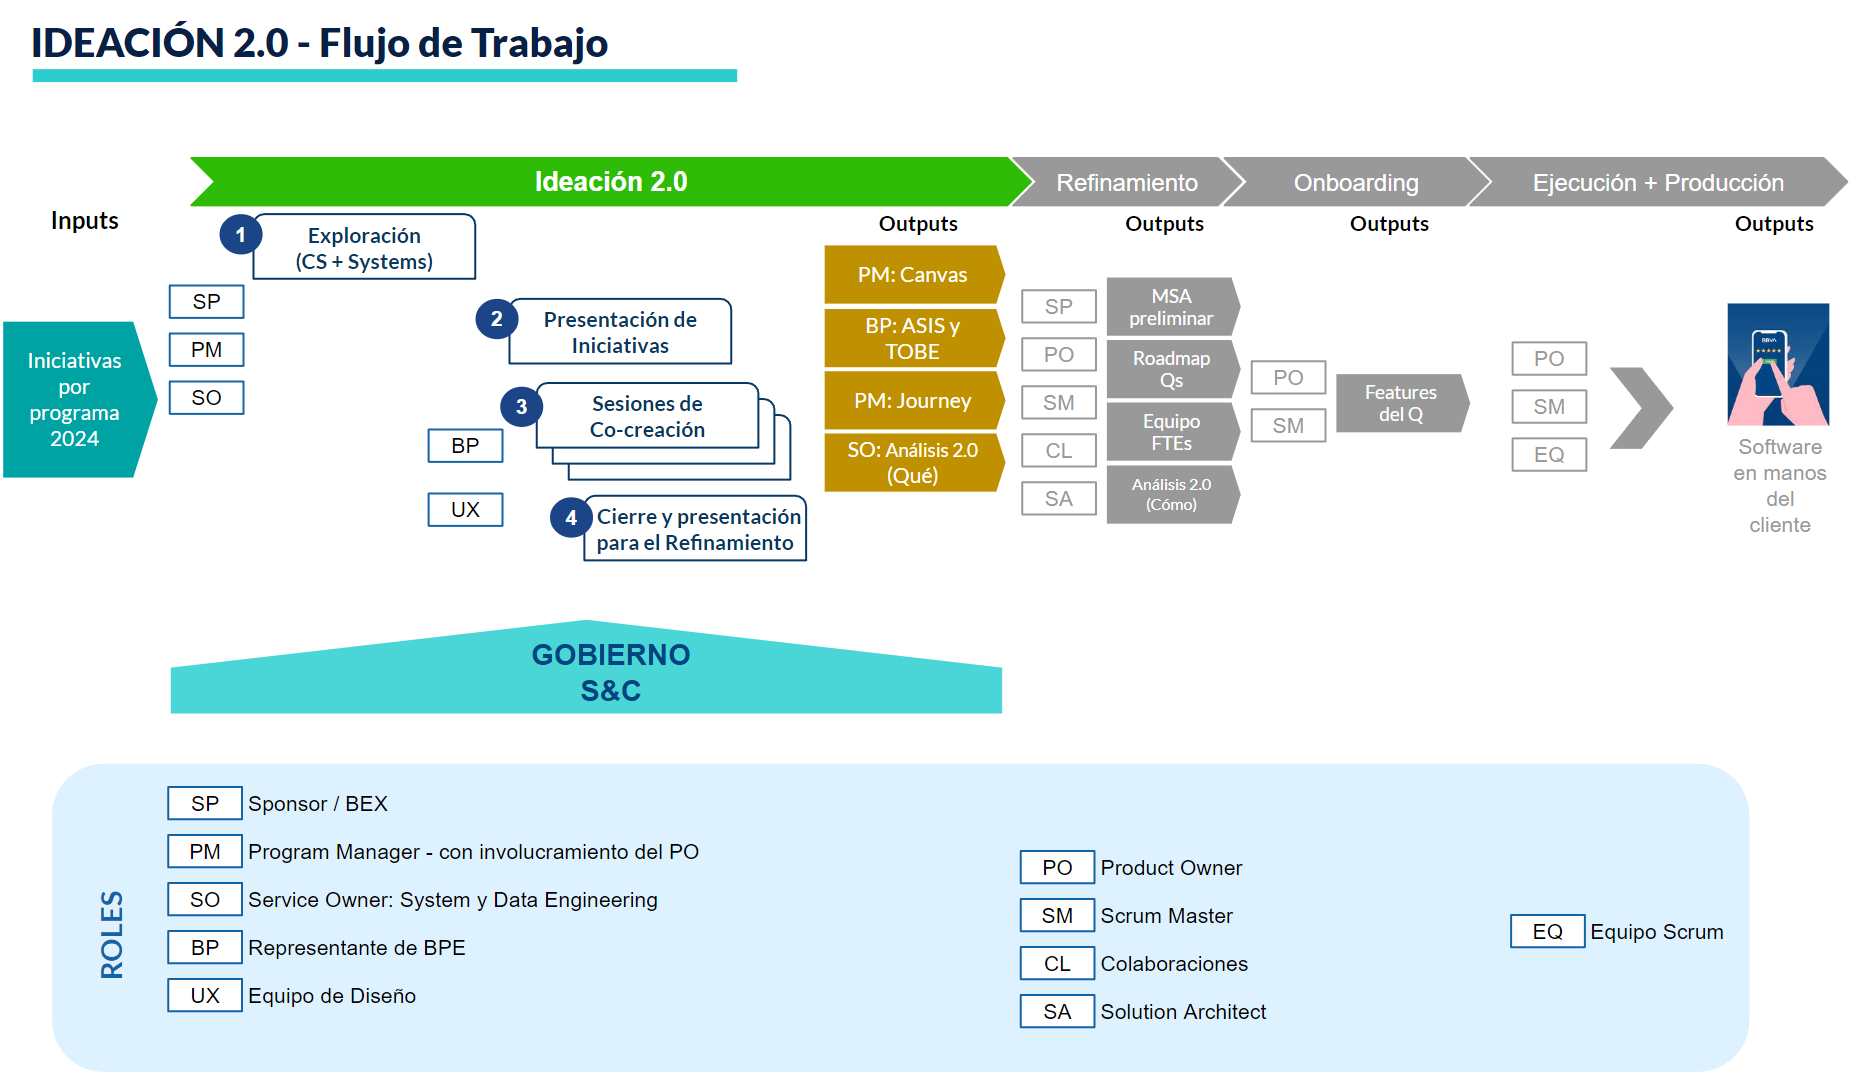 IDEACIÓN 2.0 - Flujo de Trabajo
Ideación 2.0
Refinamiento
Onboarding
Ejecución + Producción
Inputs
Iniciativas
por
programa
2024
SP
PM
SO
1
Exploración
(CS + Systems)
2
Presentación de
Iniciativas
3
Sesiones de
Co-creación
BP
UX
4
Cierre y presentación
para el Refinamiento
Outputs
PM: Canvas
BP: ASIS y
TOBE
PM: Journey
SO: Análisis 2.0
(Qué)
Outputs
SP
PO
SM
CL
SA
MSA
preliminar
Roadmap
Qs
Equipo
FTEs
Análisis 2.0
(Cómo)
Outputs
PO
SM
Features
del Q
Outputs
PO
SM
EQ
BBVA
Software
en manos
del
cliente
GOBIERNO
S&C
ROLES
SP
Sponsor / BEX
PM
Program Manager - con involucramiento del PO
SO
Service Owner: System y Data Engineering
BP
Representante de BPE
UX
Equipo de Diseño
PO
Product Owner
SM
Scrum Master
CL
Colaboraciones
SA
Solution Architect
EQ
Equipo Scrum